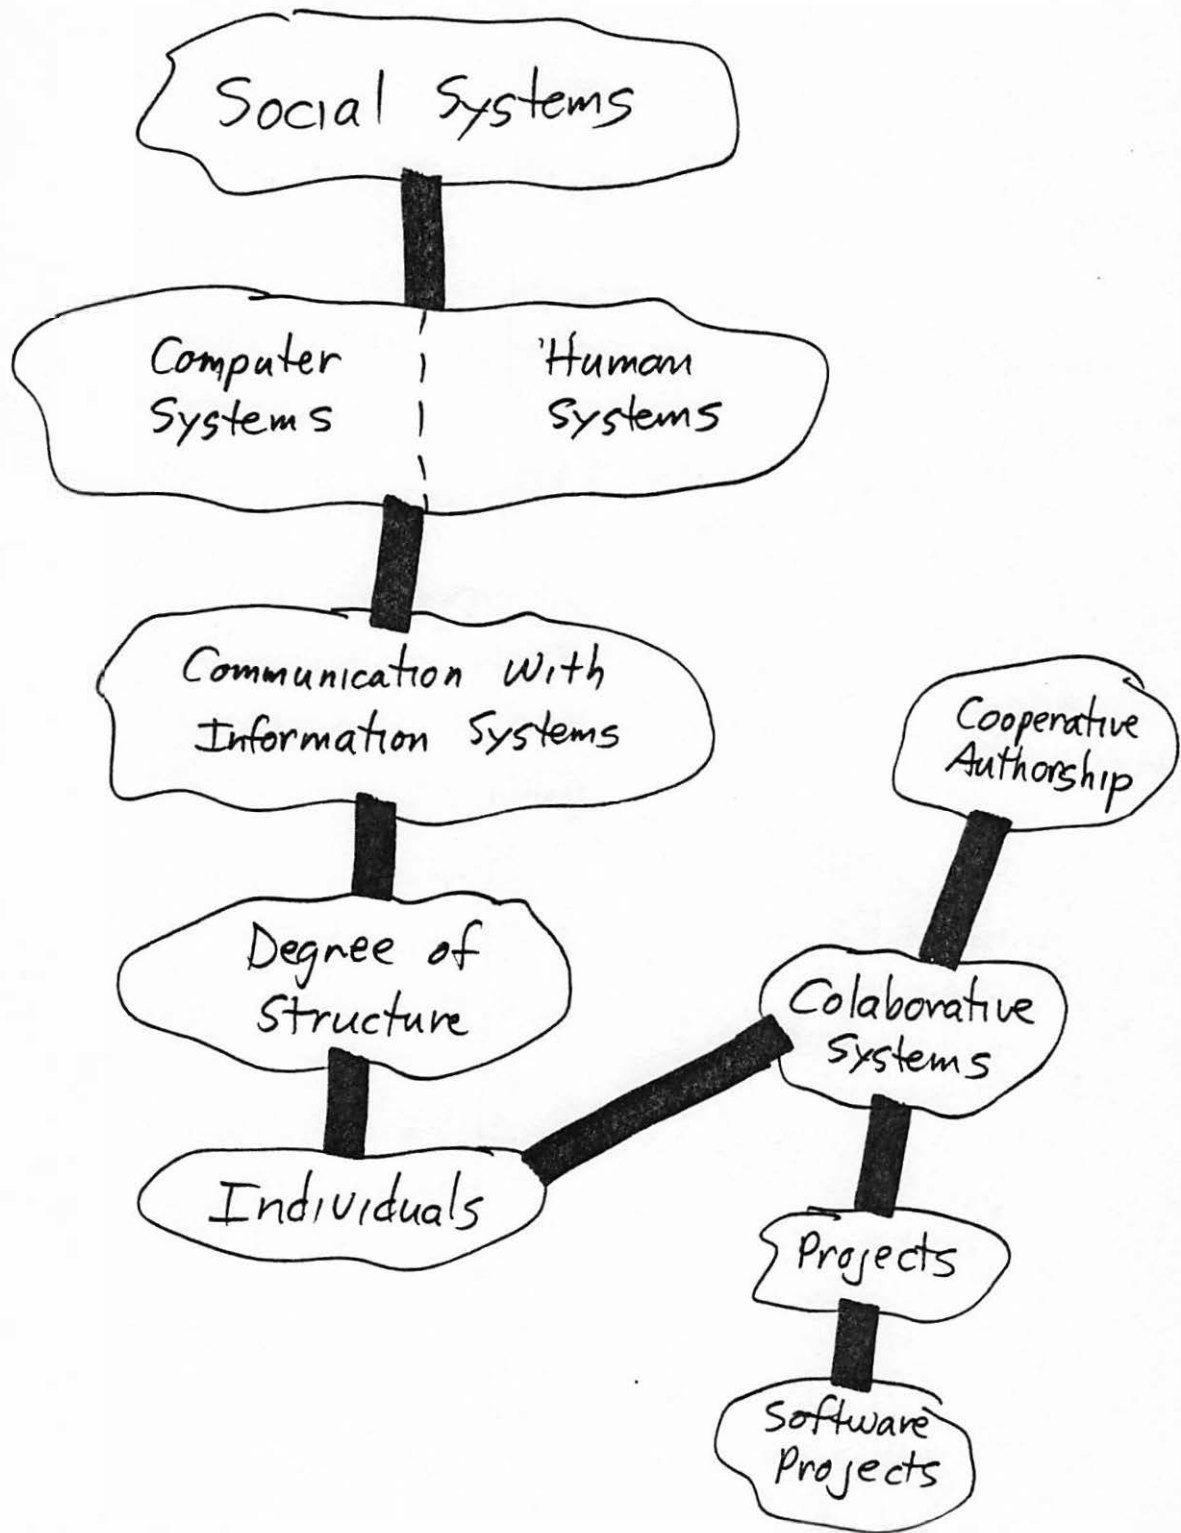 Social Systems
Computer
Systems
Human
Systems
Communication With
Information Systems
Degree of
Structure
Individuals
Cooperative
Authorship
Colaborative
Systems
Projects
Software
Projects